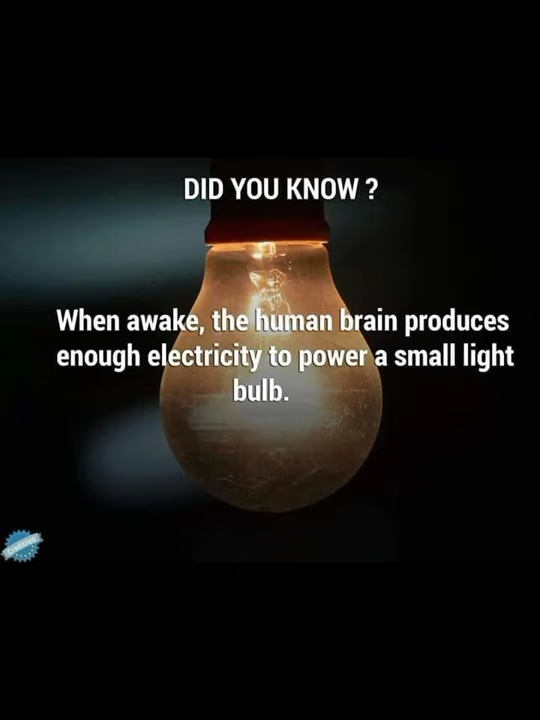 DID YOU KNOW ?
When awake, the human brain produces
enough electricity to power a small light
bulb.